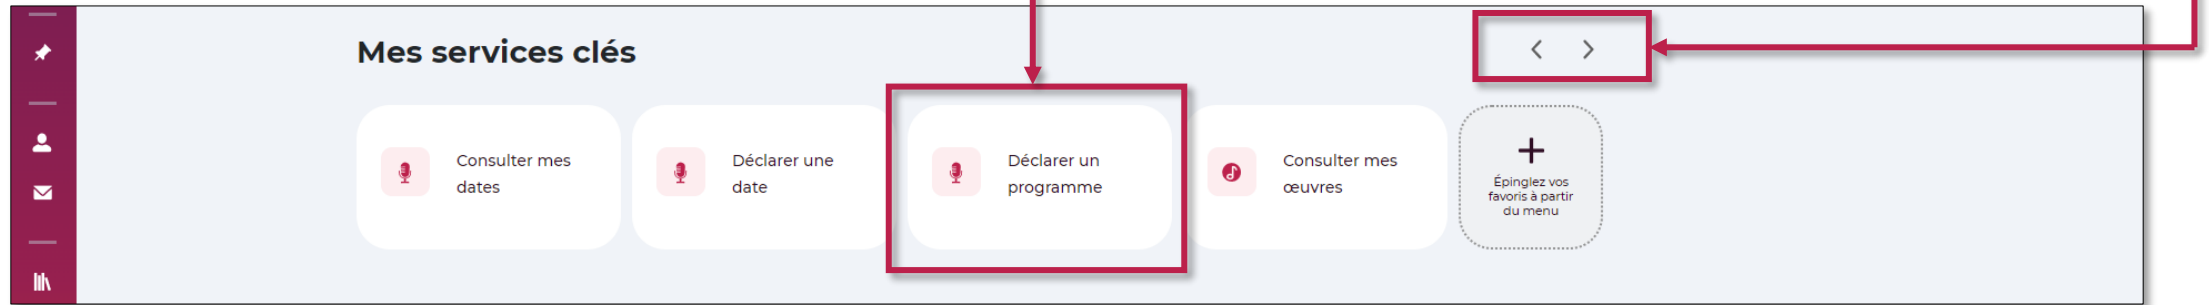 Mes services clés
Consulter mes
dates
Déclarer une
date
Déclarer un
programme
Consulter mes
œuvres
Épinglez vos
favoris à partir
du menu